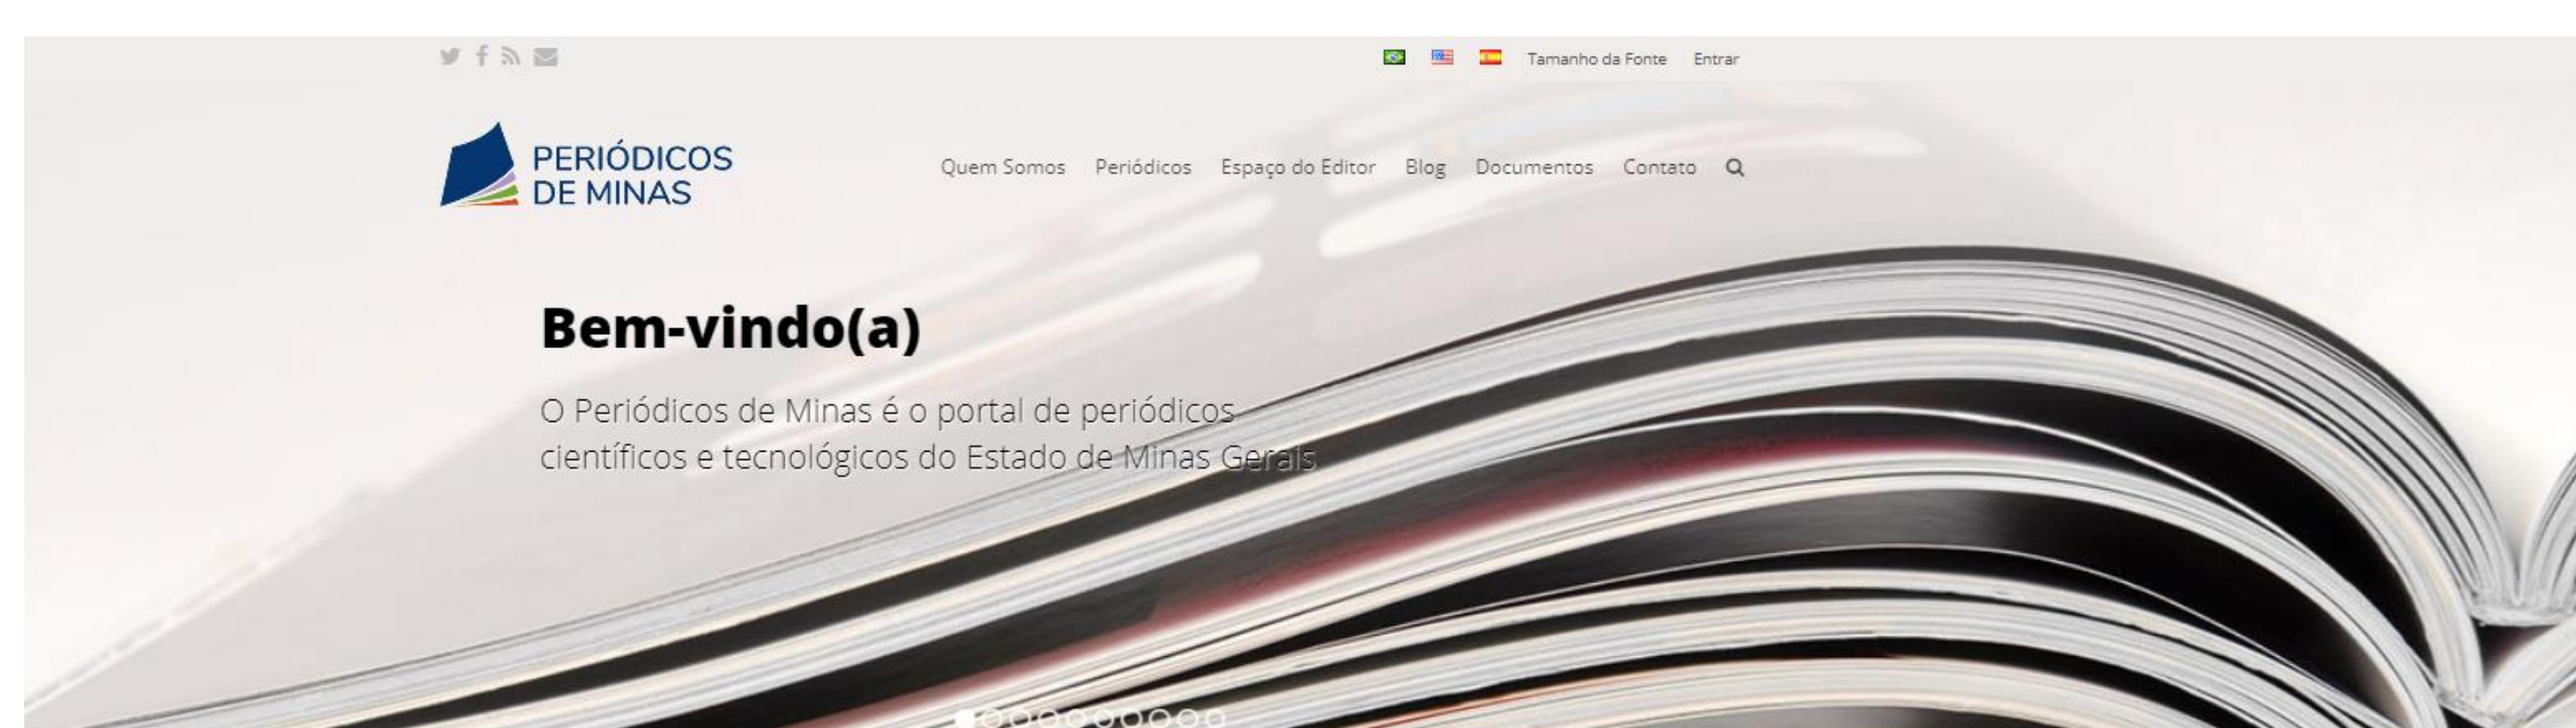 Tamanho da Fonte Entrar
PERIÓDICOS
DE MINAS
Quem Somos Periódicos Espaço do Editor Blog Documentos Contato
Bem-vindo(a)
O Periódicos de Minas é o portal de periódicos
científicos e tecnológicos do Estado de Minas Gerais